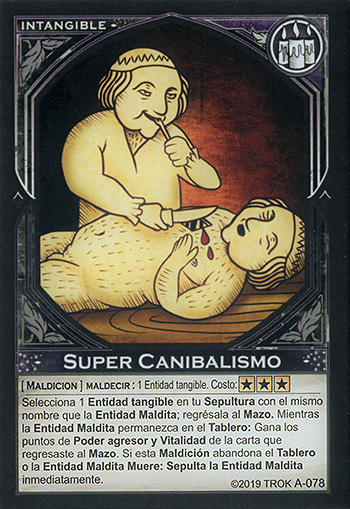 INTANGIBLE
SUPER CANIBALISMO
[ MALDICION ] MALDECIR : 1 Entidad tangible. Costo:
Selecciona 1 Entidad tangible en tu Sepultura con el mismo
nombre que la Entidad Maldita; regrésala al Mazo. Mientras
la Entidad Maldita permanezca en el Tablero: Gana los
puntos de Poder agresor y Vitalidad de la carta que
regresaste al Mazo. Si esta Maldición abandona el Tablero
o la Entidad Maldita Muere: Sepulta la Entidad Maldita
inmediatamente.
©2019 TROK A-078